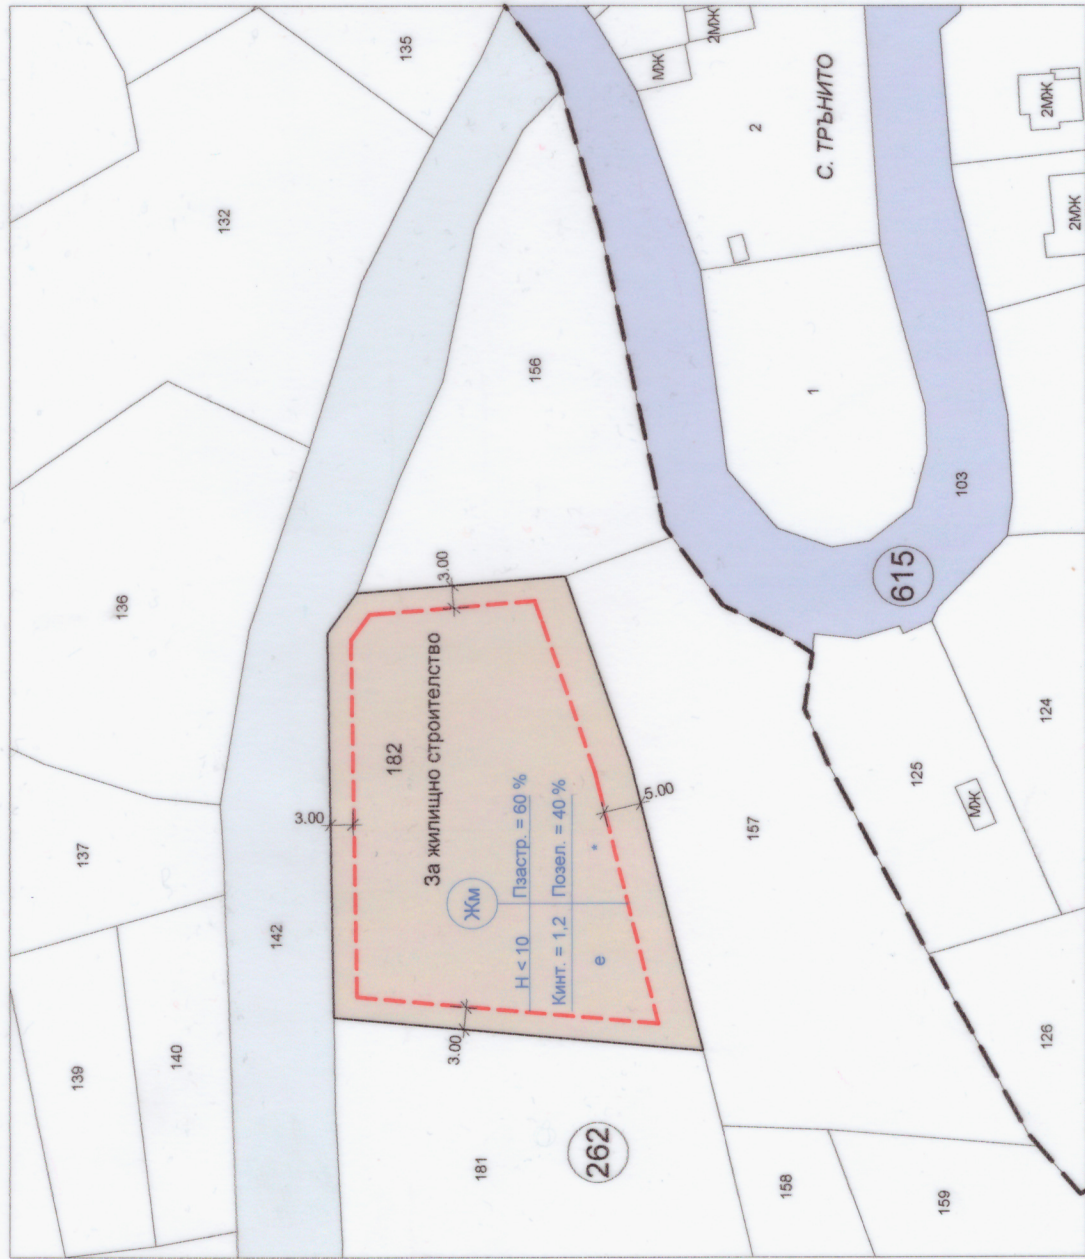 135
132
136
137
139
140
142
МЖ
2МЖ
2
С. ТРЪНИТО
2МЖ
2МЖ
156
1
103
615
3.00
3.00
3.00
5.00
182
За жилищно строителство
Жм
H < 10 Пзастр. = 60 %
Кинт. = 1,2 Позел. = 40 %
е *
157
125
124
МЖ
126
181
262
158
159